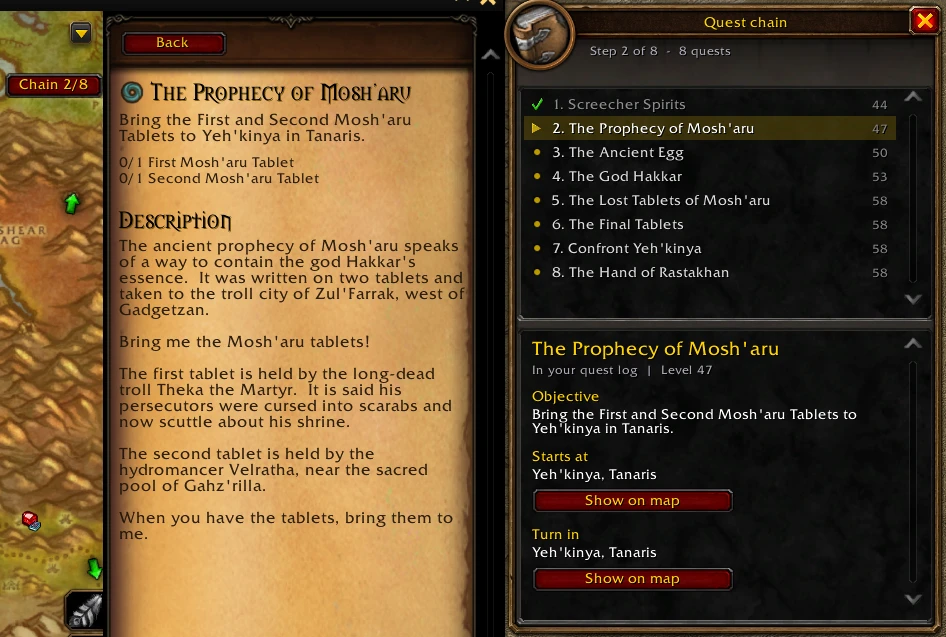 Chain 2/8
SHEAR
AG
Back
The Prophecy of Mosh'aru
Bring the First and Second Mosh'aru
Tablets to Yeh'kinya in Tanaris.
0/1 First Mosh'aru Tablet
0/1 Second Mosh'aru Tablet
Description
The ancient prophecy of Mosh'aru speaks
of a way to contain the god Hakkar's
essence.  It was written on two tablets and
taken to the troll city of Zul'Farrak, west of
Gadgetzan.
Bring me the Mosh'aru tablets!
The first tablet is held by the long-dead
troll Theka the Martyr.  It is said his
persecutors were cursed into scarabs and
now scuttle about his shrine.
The second tablet is held by the
hydromancer Velratha, near the sacred
pool of Gahz'rilla.
When you have the tablets, bring them to
me.
Quest chain
Step 2 of 8  -  8 quests
1. Screecher Spirits 44
2. The Prophecy of Mosh'aru 47
3. The Ancient Egg 50
4. The God Hakkar 53
5. The Lost Tablets of Mosh'aru 58
6. The Final Tablets 58
7. Confront Yeh'kinya 58
8. The Hand of Rastakhan 58
The Prophecy of Mosh'aru
In your quest log  |  Level 47
Objective
Bring the First and Second Mosh'aru Tablets to
Yeh'kinya in Tanaris.
Starts at
Yeh'kinya, Tanaris
Show on map
Turn in
Yeh'kinya, Tanaris
Show on map